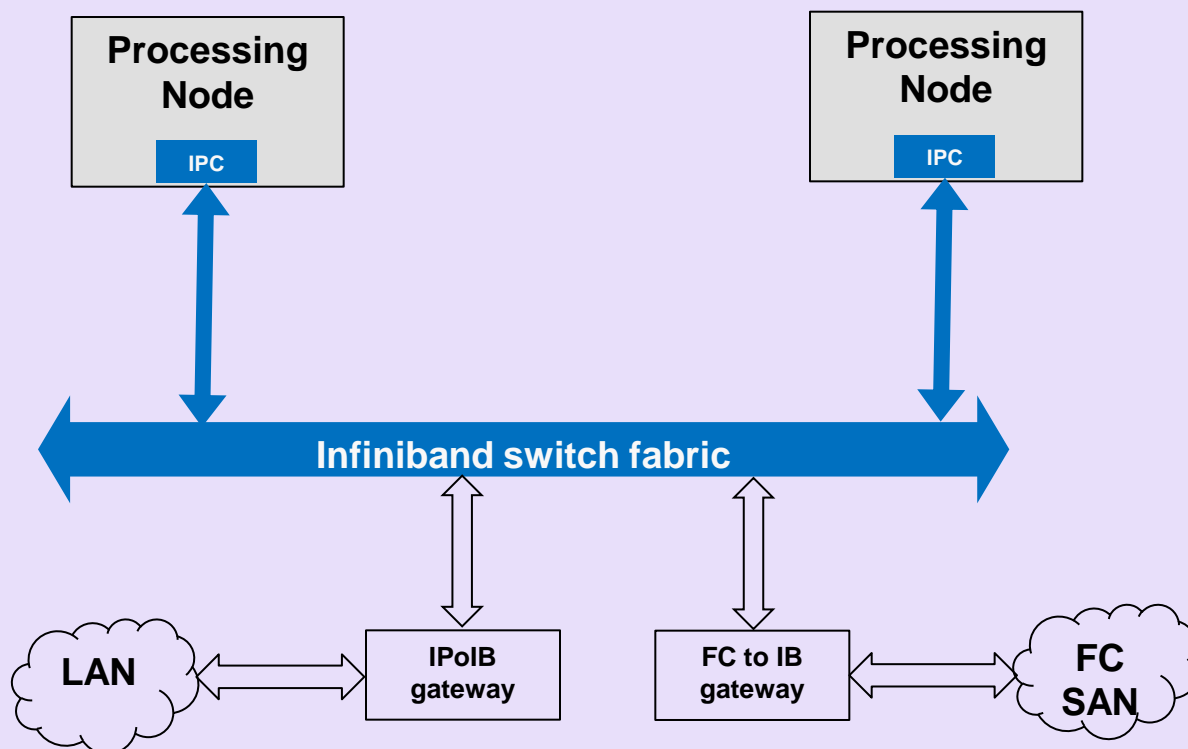 Processing
Node
IPC
Processing
Node
IPC
Infiniband switch fabric
LAN
IPoIB
gateway
FC to IB
gateway
FC
SAN